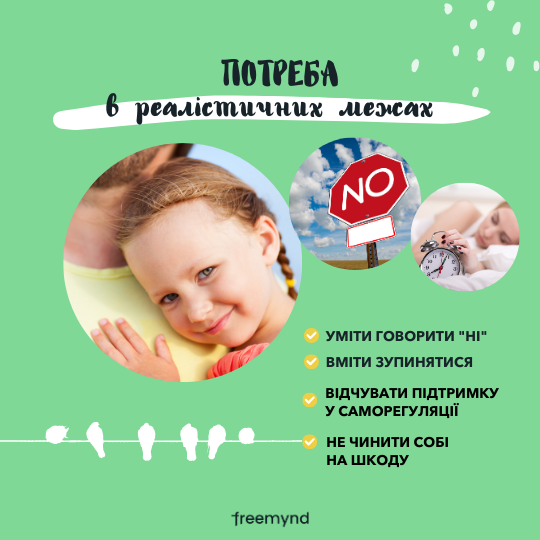 ПОТРЕБА
в реалістичних межах
NO
УМІТИ ГОВОРИТИ "НІ"
ВМІТИ ЗУПИНЯТИСЯ
ВІДЧУВАТИ ПІДТРИМКУ
У САМОРЕГУЛЯЦІЇ
НЕ ЧИНИТИ СОБІ
НА ШКОДУ
freemynd